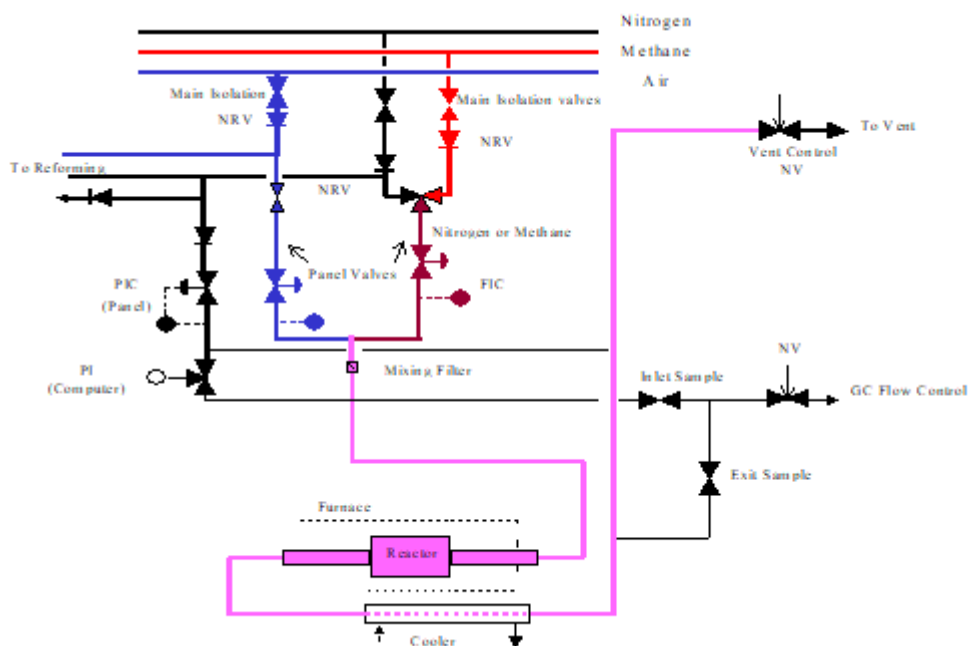 Nitrogen
Methane
Air
Main Isolation
Main Isolation valves
NRV
NRV
To Vent
Vent Control
NV
To Reforming
NRV
Nitrogen or Methane
Panel Valves
PIC
(Panel)
FIC
PI
(Computer)
Mixing Filter
NV
Inlet Sample
GC Flow Control
Exit Sample
Furnace
Reactor
Cooler